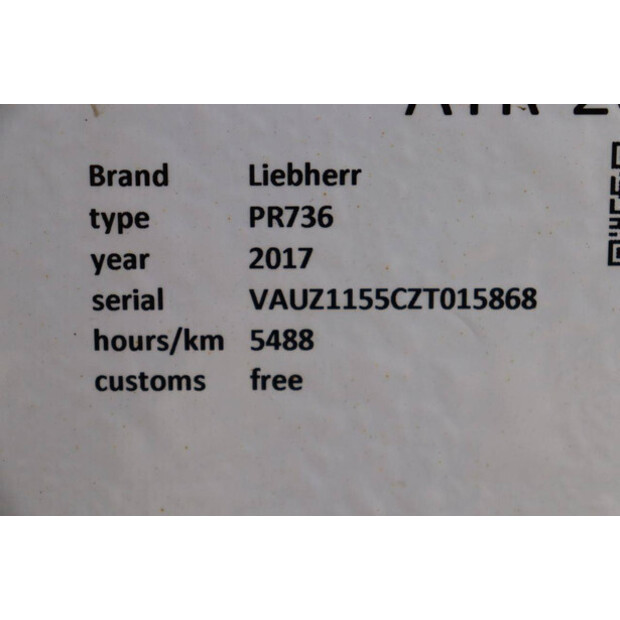 Brand Liebherr
type PR736
year 2017
serial VAUZ1155CZT015868
hours/km 5488
customs free